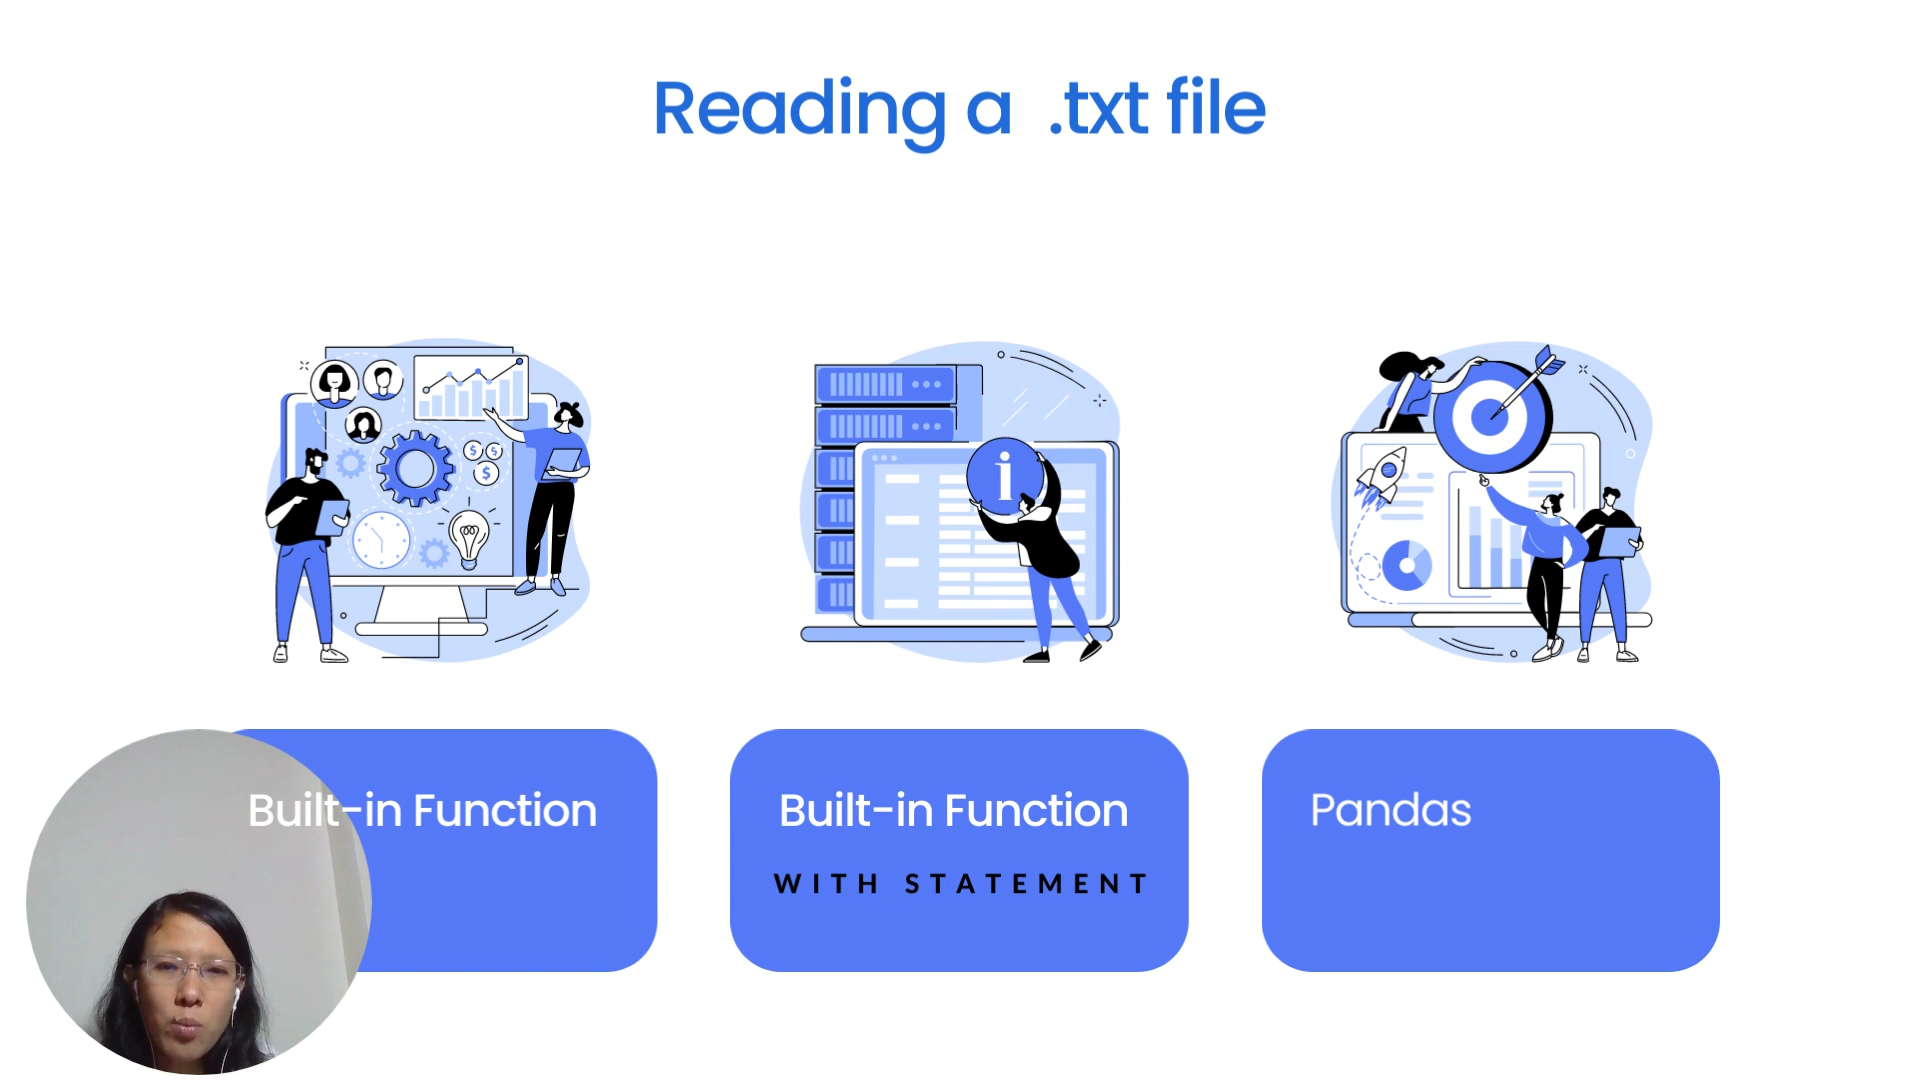 Reading a .txt file
Built-in Function
Built-in Function
WITH STATEMENT
Pandas